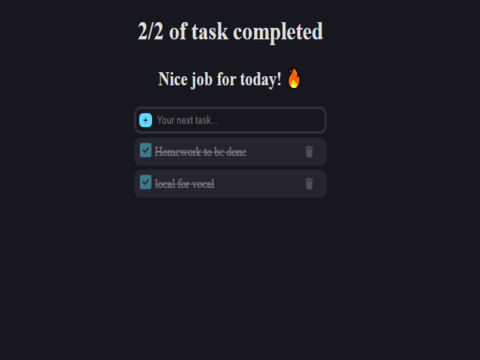 2/2 of task completed
Nice job for today! 🔥
Your next task...
Homework to be done
local for vocal